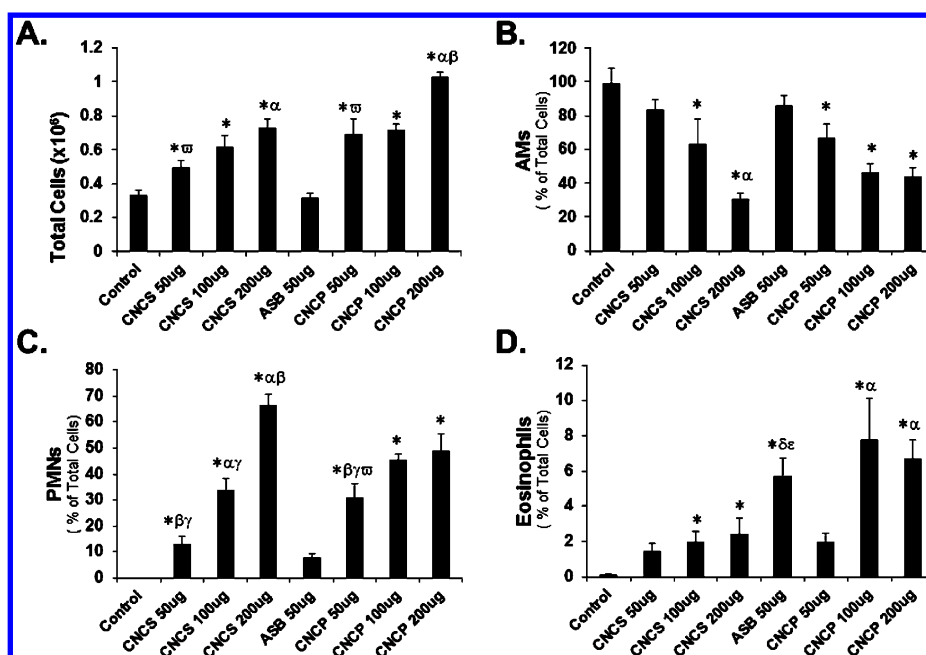 A.
Total Cells (x10⁶)
1.2
1
0.8
0.6
0.4
0.2
0
*ϖ
*
*α
*ϖ
*
*αβ
Control
CNCS 50ug
CNCS 100ug
CNCS 200ug
ASB 50ug
CNCP 50ug
CNCP 100ug
CNCP 200ug
B.
AMs
( % of Total Cells)
120
100
80
60
40
20
0
*
*α
*
*
*
Control
CNCS 50ug
CNCS 100ug
CNCS 200ug
ASB 50ug
CNCP 50ug
CNCP 100ug
CNCP 200ug
C.
PMNs
( % of Total Cells)
80
70
60
50
40
30
20
10
0
*βγ
*αγ
*αβ
*βγϖ
*
*
Control
CNCS 50ug
CNCS 100ug
CNCS 200ug
ASB 50ug
CNCP 50ug
CNCP 100ug
CNCP 200ug
D.
Eosinophils
( % of Total Cells)
12
10
8
6
4
2
0
*
*
*δε
*α
*α
Control
CNCS 50ug
CNCS 100ug
CNCS 200ug
ASB 50ug
CNCP 50ug
CNCP 100ug
CNCP 200ug